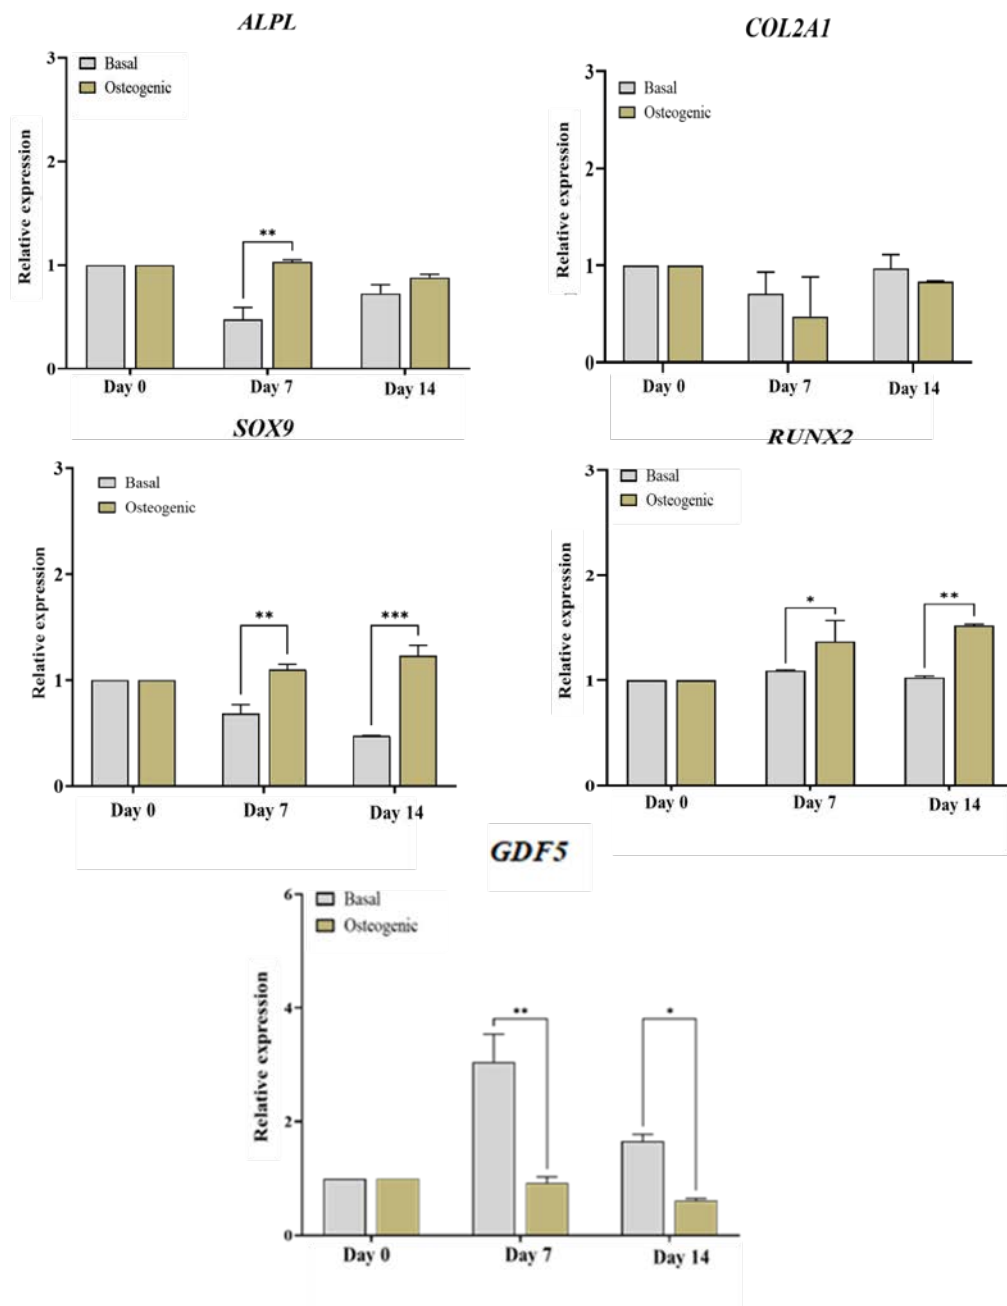 ALPL
3
Basal
Osteogenic
2
**
Relative expression
1
0
Day 0 Day 7 Day 14
COL2A1
3
Basal
Osteogenic
2
Relative expression
1
0
Day 0 Day 7 Day 14
SOX9
3
Basal
Osteogenic
2
** ***
Relative expression
1
0
Day 0 Day 7 Day 14
RUNX2
3
Basal
Osteogenic
2
* **
Relative expression
1
0
Day 0 Day 7 Day 14
GDF5
6
Basal
Osteogenic
4
** *
Relative expression
2
0
Day 0 Day 7 Day 14